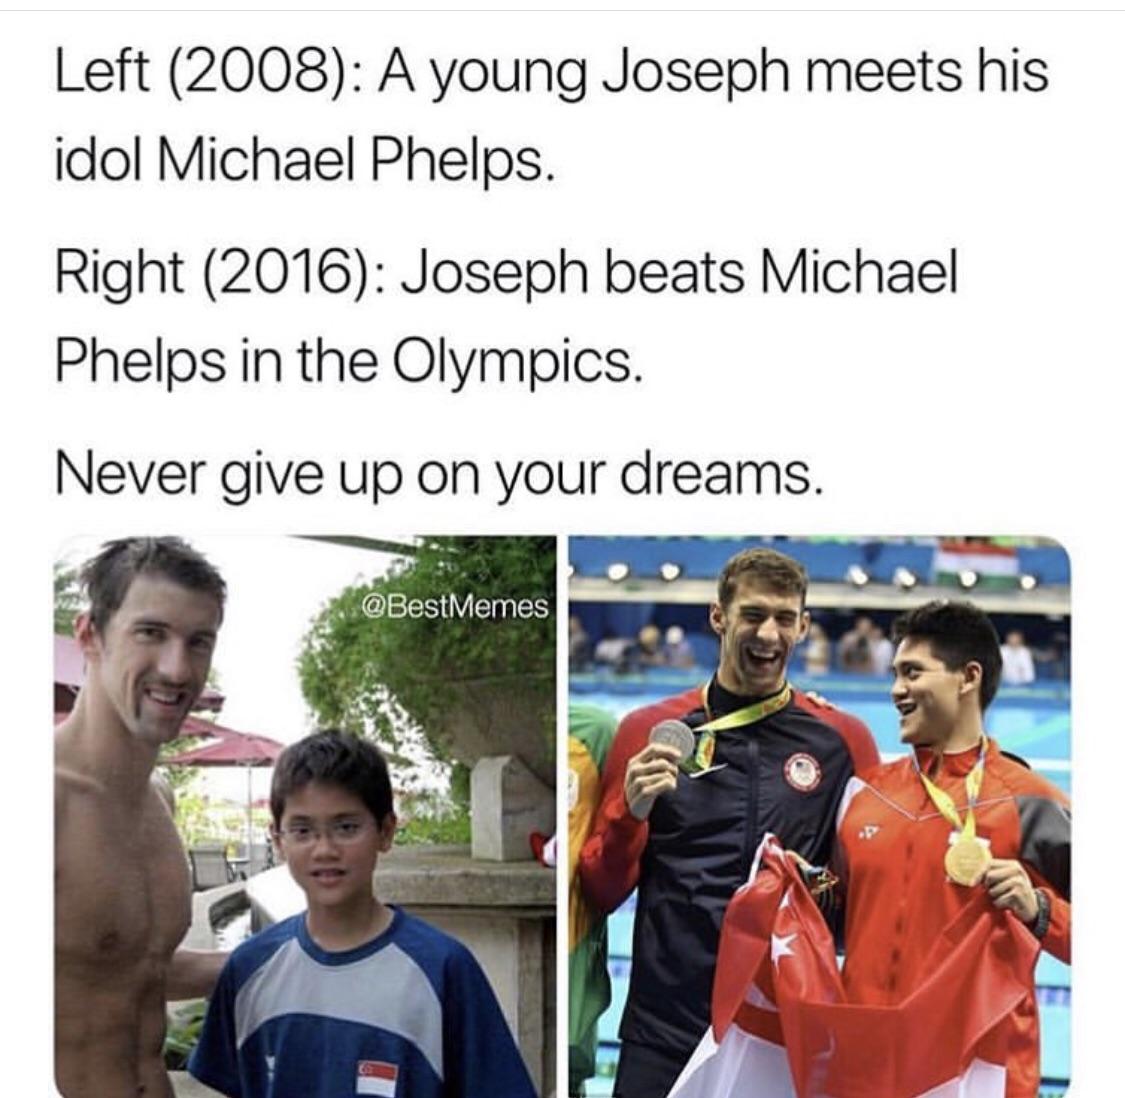 Left (2008): A young Joseph meets his
idol Michael Phelps.
Right (2016): Joseph beats Michael
Phelps in the Olympics.
Never give up on your dreams.
@BestMemes